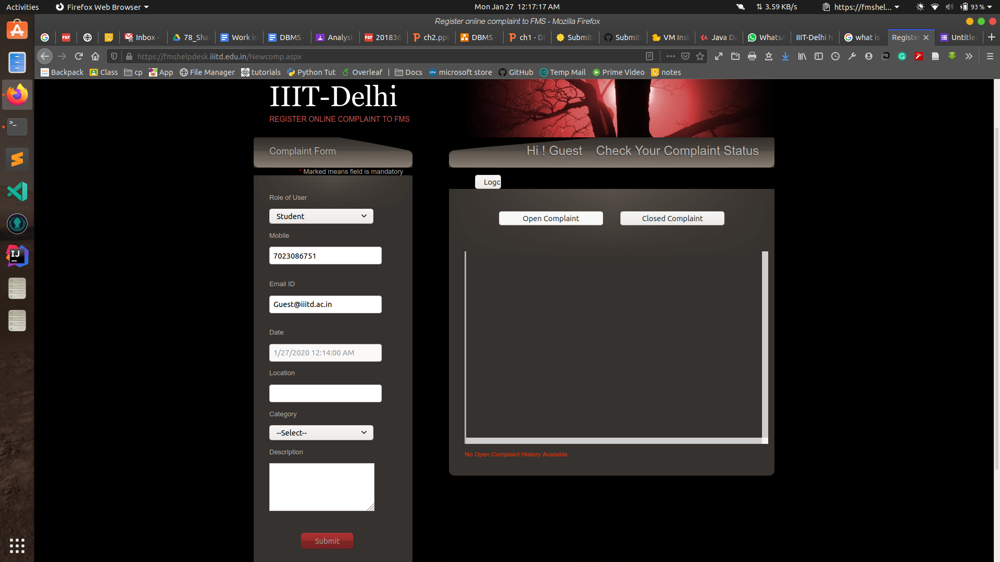 Activities
Firefox Web Browser
Mon Jan 27 12:17:17 AM
3.59 KB/s
https://fmshel...
93 %
Register online complaint to FMS - Mozilla Firefox
Inbox -
78_Sha
Work in
DBMS -
Analysi
201836
ch2.ppt
DBMS -
ch1 - DB
Submit
Submit
VM Inst
Java Da
WhatsA
IIIT-Delhi N
what is
Registe
Untitle
https://fmshelpdesk.iiitd.edu.in/Newcomp.aspx
Backpack
Class
cp
App
File Manager
tutorials
Python Tut
Overleaf
Docs
microsoft store
GitHub
Temp Mail
Prime Video
notes
IIIT-Delhi
REGISTER ONLINE COMPLAINT TO FMS
Complaint Form
Hi ! Guest Check Your Complaint Status
* Marked means field is mandatory
Logo
Role of User
Student
Open Complaint
Closed Complaint
Mobile
7023086751
Email ID
Guest@iiitd.ac.in
Date
1/27/2020 12:14:00 AM
Location
Category
--Select--
Description
No Open Complaint History Available
Submit